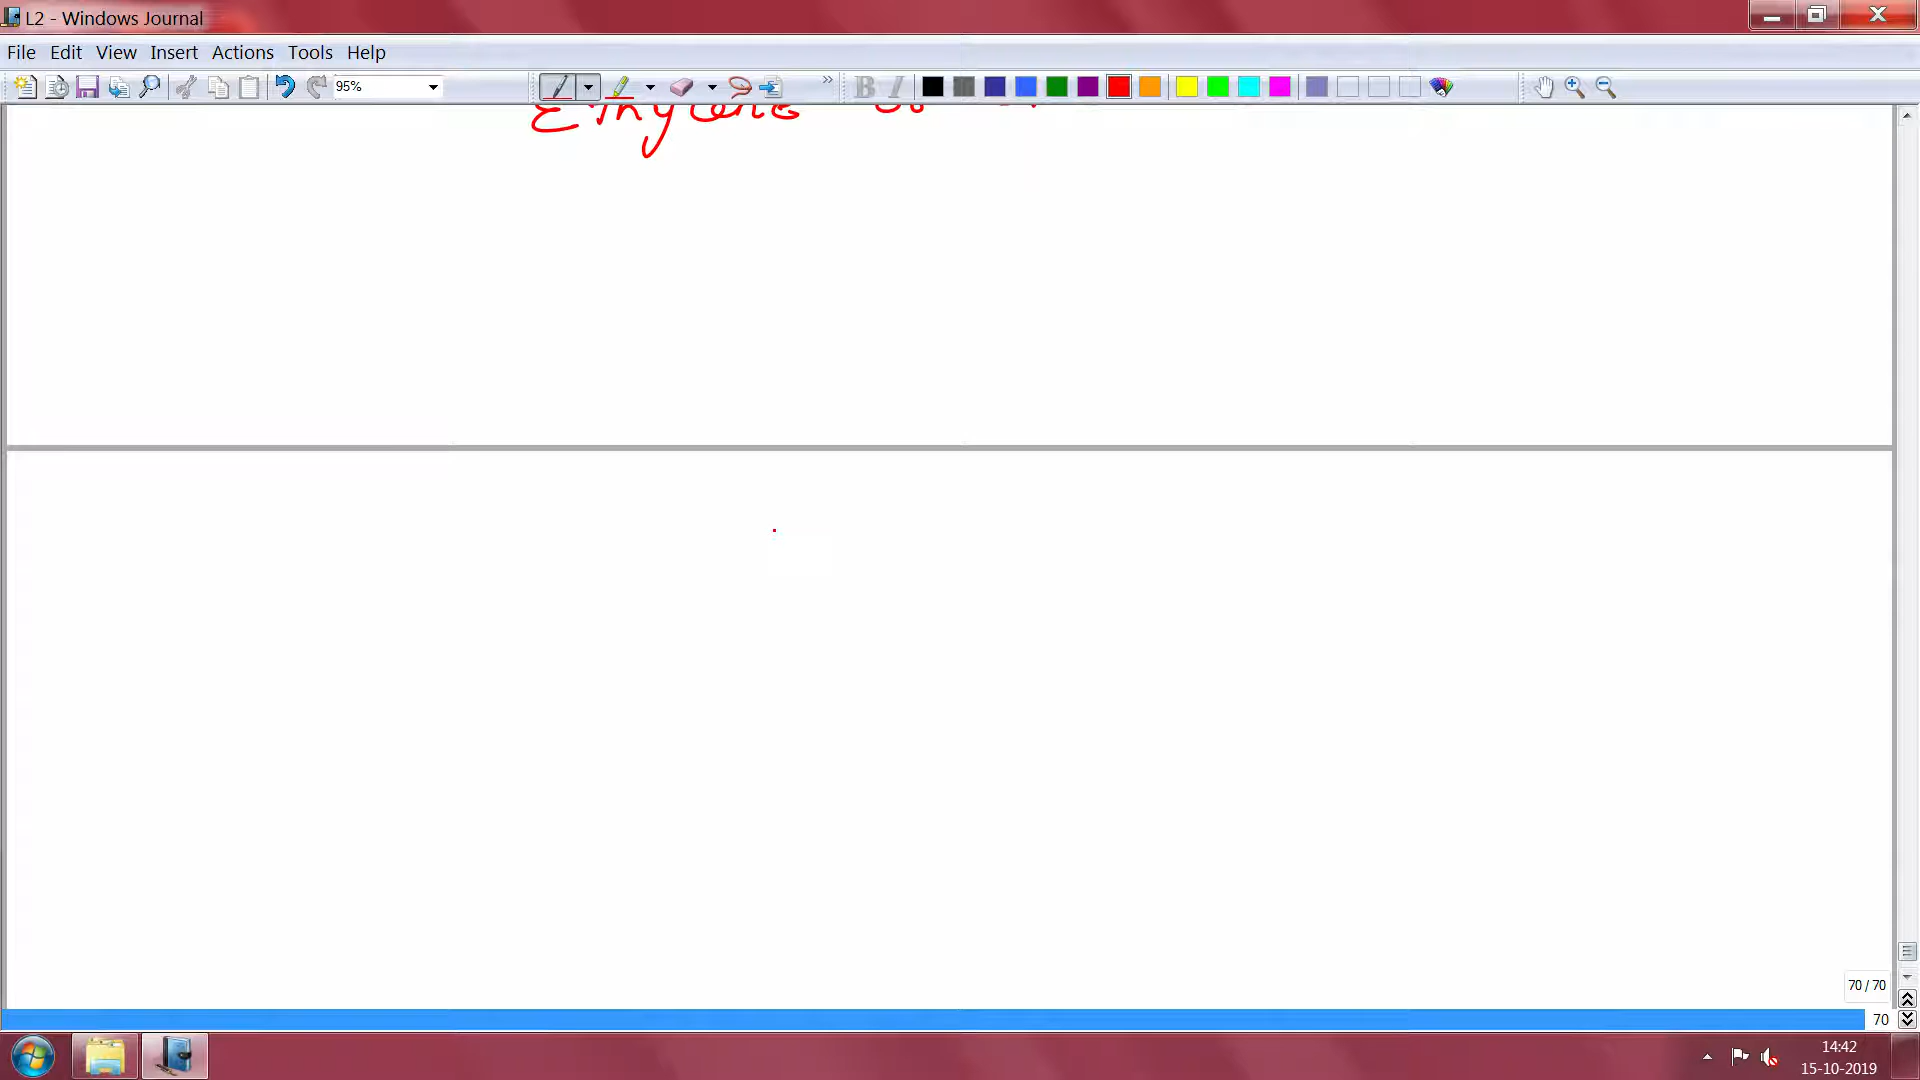 L2 - Windows Journal
File Edit View Insert Actions Tools Help
95%
B I
Ethylene
70 / 70
70
14:42
15-10-2019